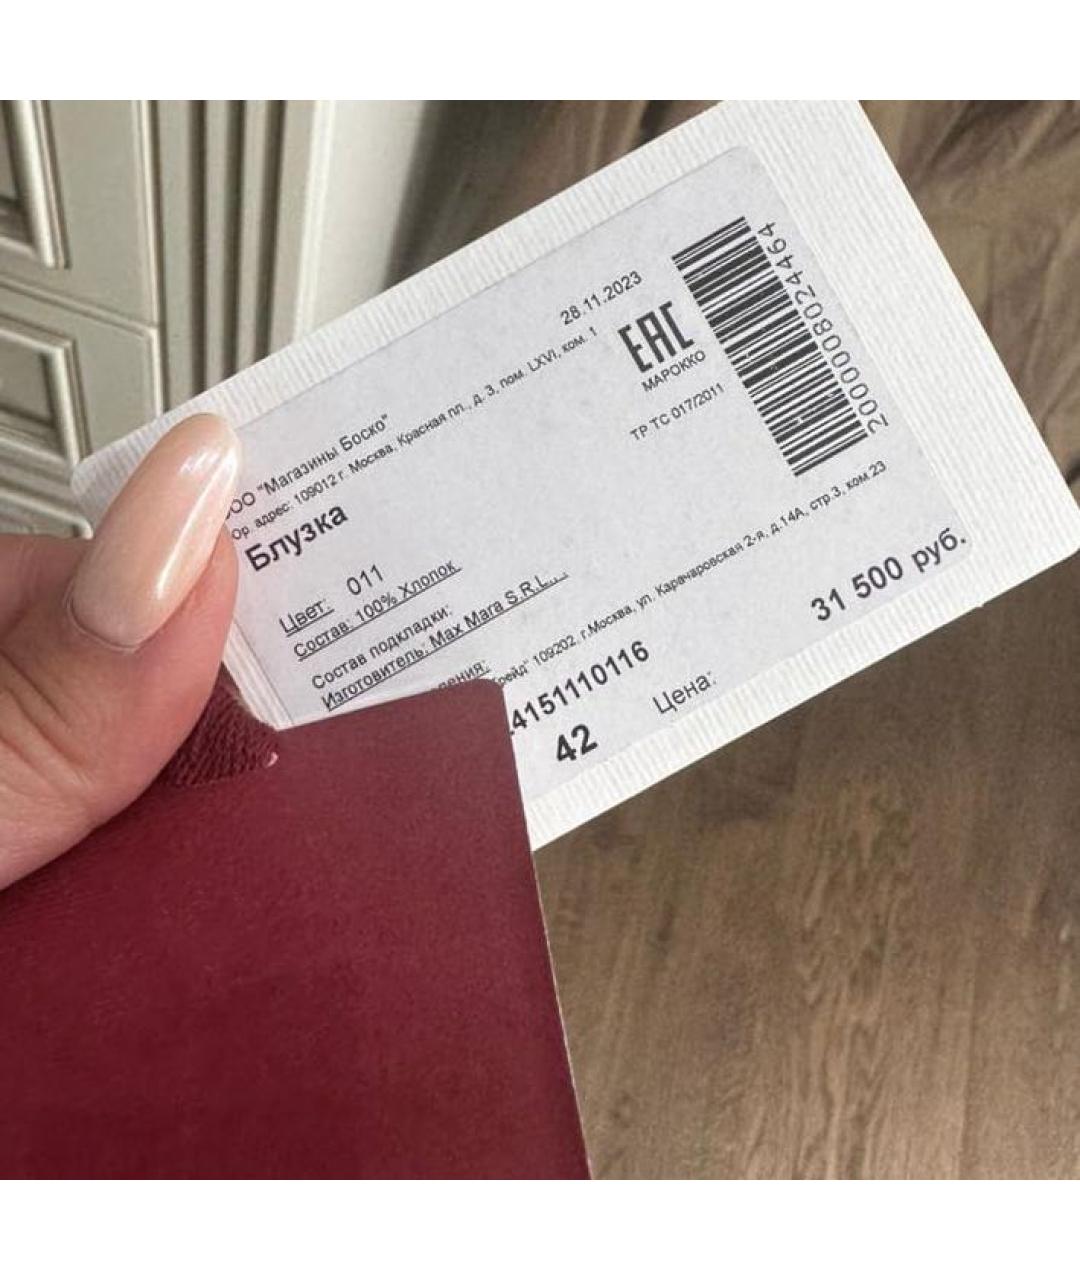 28.11.2023
ООО "Магазины Боско"
Юр. адрес: 109012 г. Москва, Красная пл., д. 3, пом. LXVI, ком. 1
Блузка
EAC
МАРОККО
ТР ТС 017/2011
20000008024464
Цвет: 011
Состав: 100% Хлопок
Состав подкладки:
Изготовитель: Max Mara S.R.L...
109202, г.Москва, ул. Карачаровская 2-я, д.14А, стр.3, ком.23
4151110116
42
Цена:
31 500 руб.